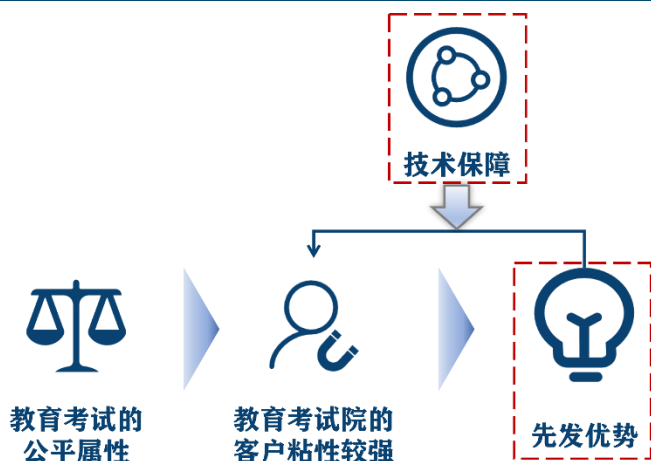 技术保障
教育考试的
公平属性
教育考试院的
客户粘性较强
先发优势